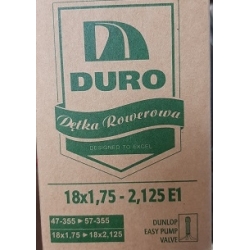 DURO
Dętka Rowerowa
DESIGNED TO EXCEL
18x1,75 - 2,125 E1
47-355 ▶ 57-355
18x1,75 ▶ 18x2,125
DUNLOP
EASY PUMP
VALVE